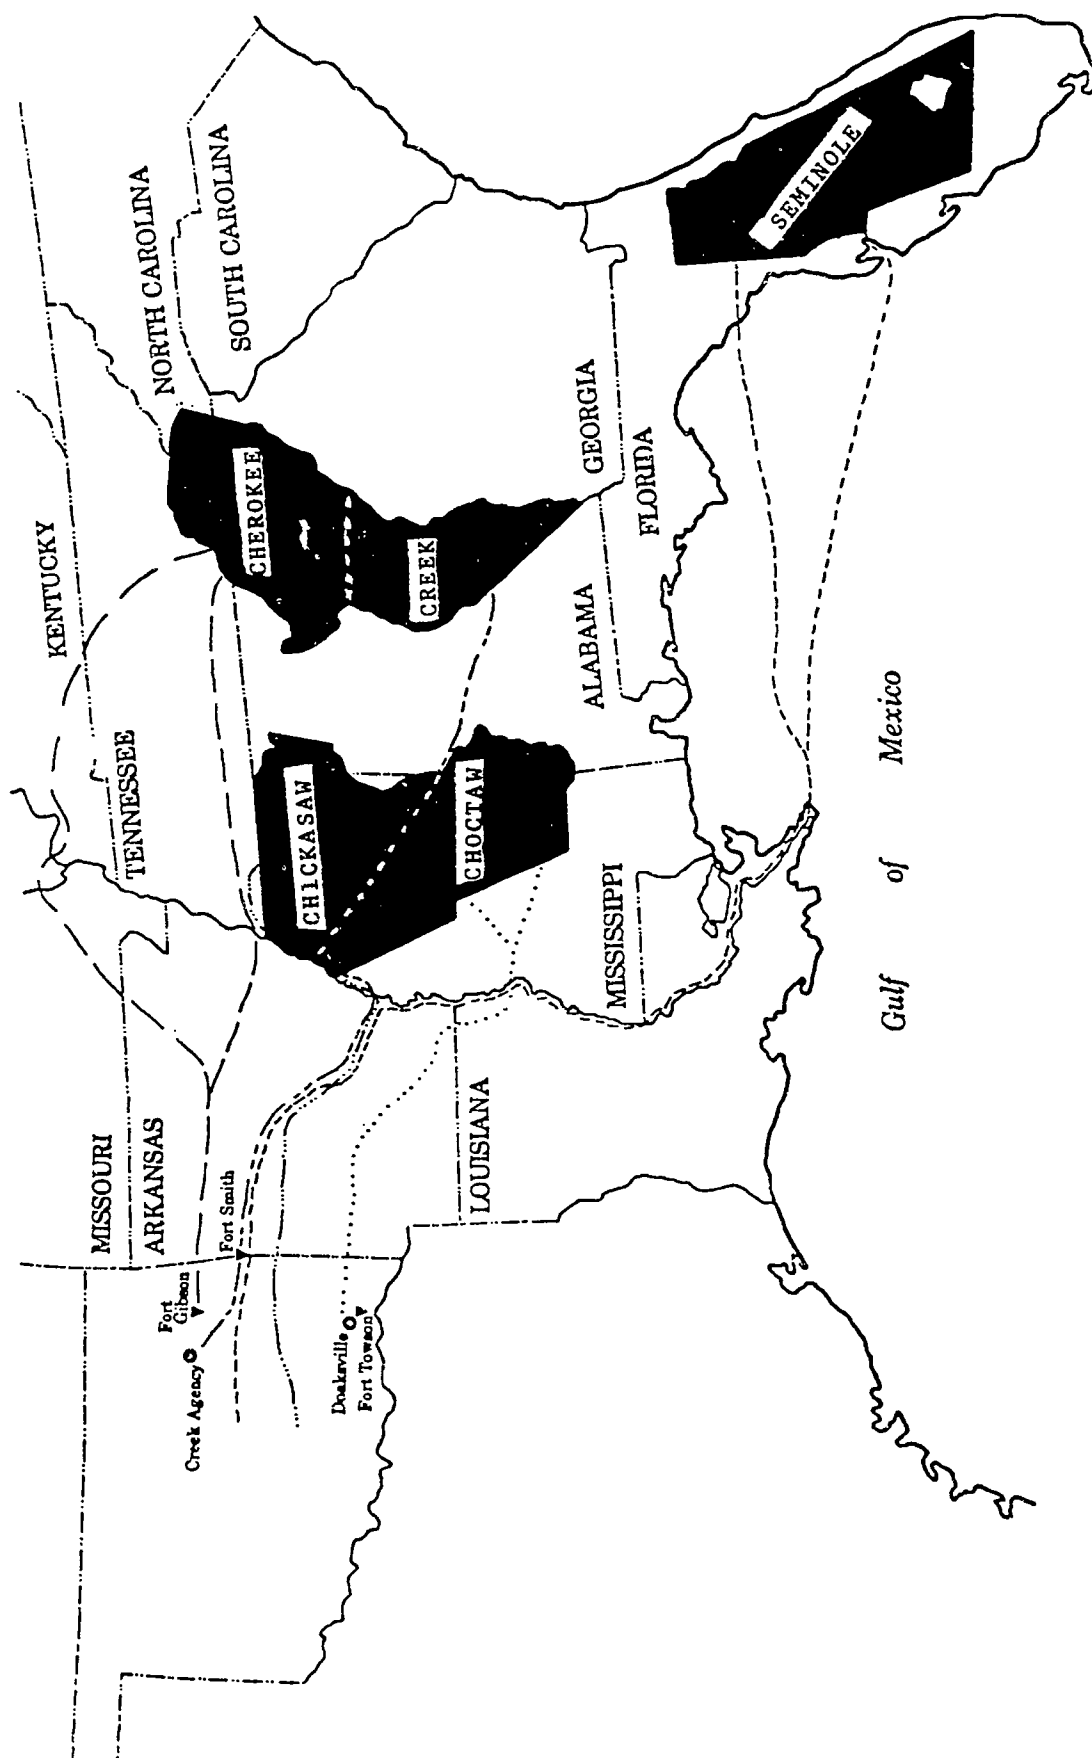 MISSOURI
ARKANSAS
KENTUCKY
TENNESSEE
NORTH CAROLINA
SOUTH CAROLINA
Creek Agency
Fort
Gibson
Fort Smith
Doaksville
Fort Towson
LOUISIANA
MISSISSIPPI
ALABAMA
GEORGIA
FLORIDA
CHICKASAW
CHOCTAW
CHEROKEE
CREEK
SEMINOLE
Gulf of Mexico